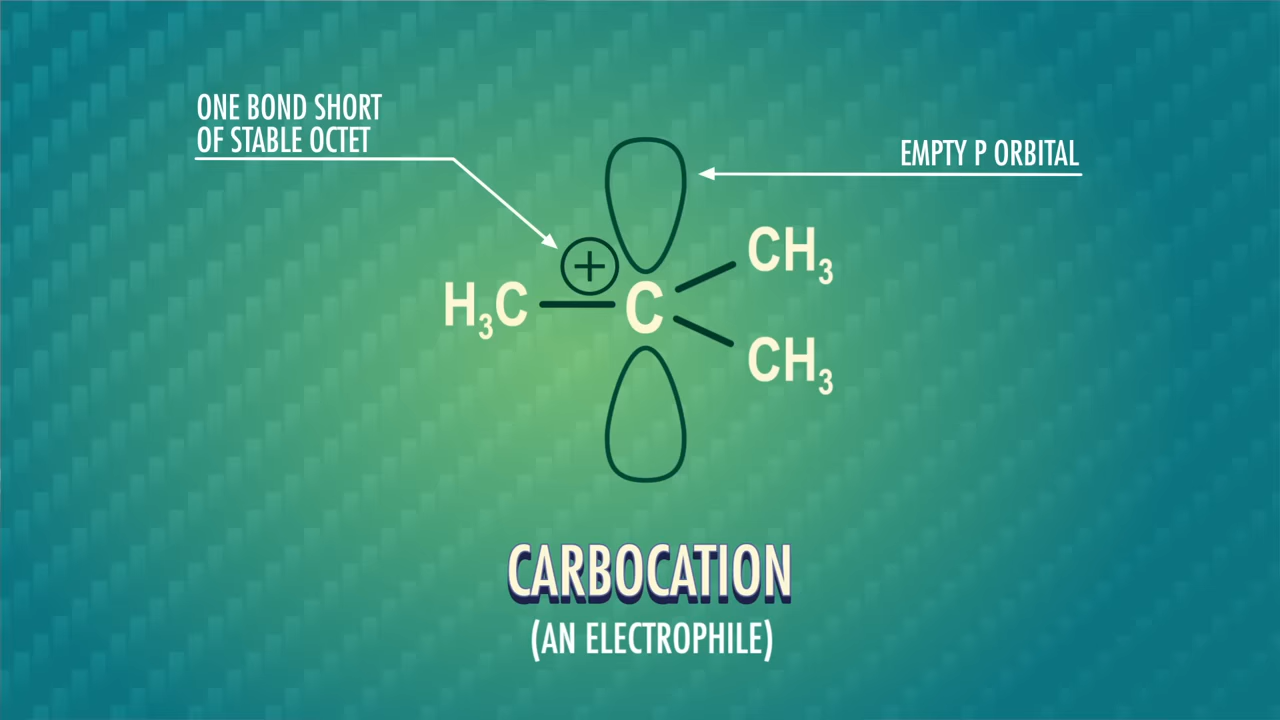 ONE BOND SHORT
OF STABLE OCTET
EMPTY P ORBITAL
+
CH₃
H₃C
C
CH₃
CARBOCATION
(AN ELECTROPHILE)